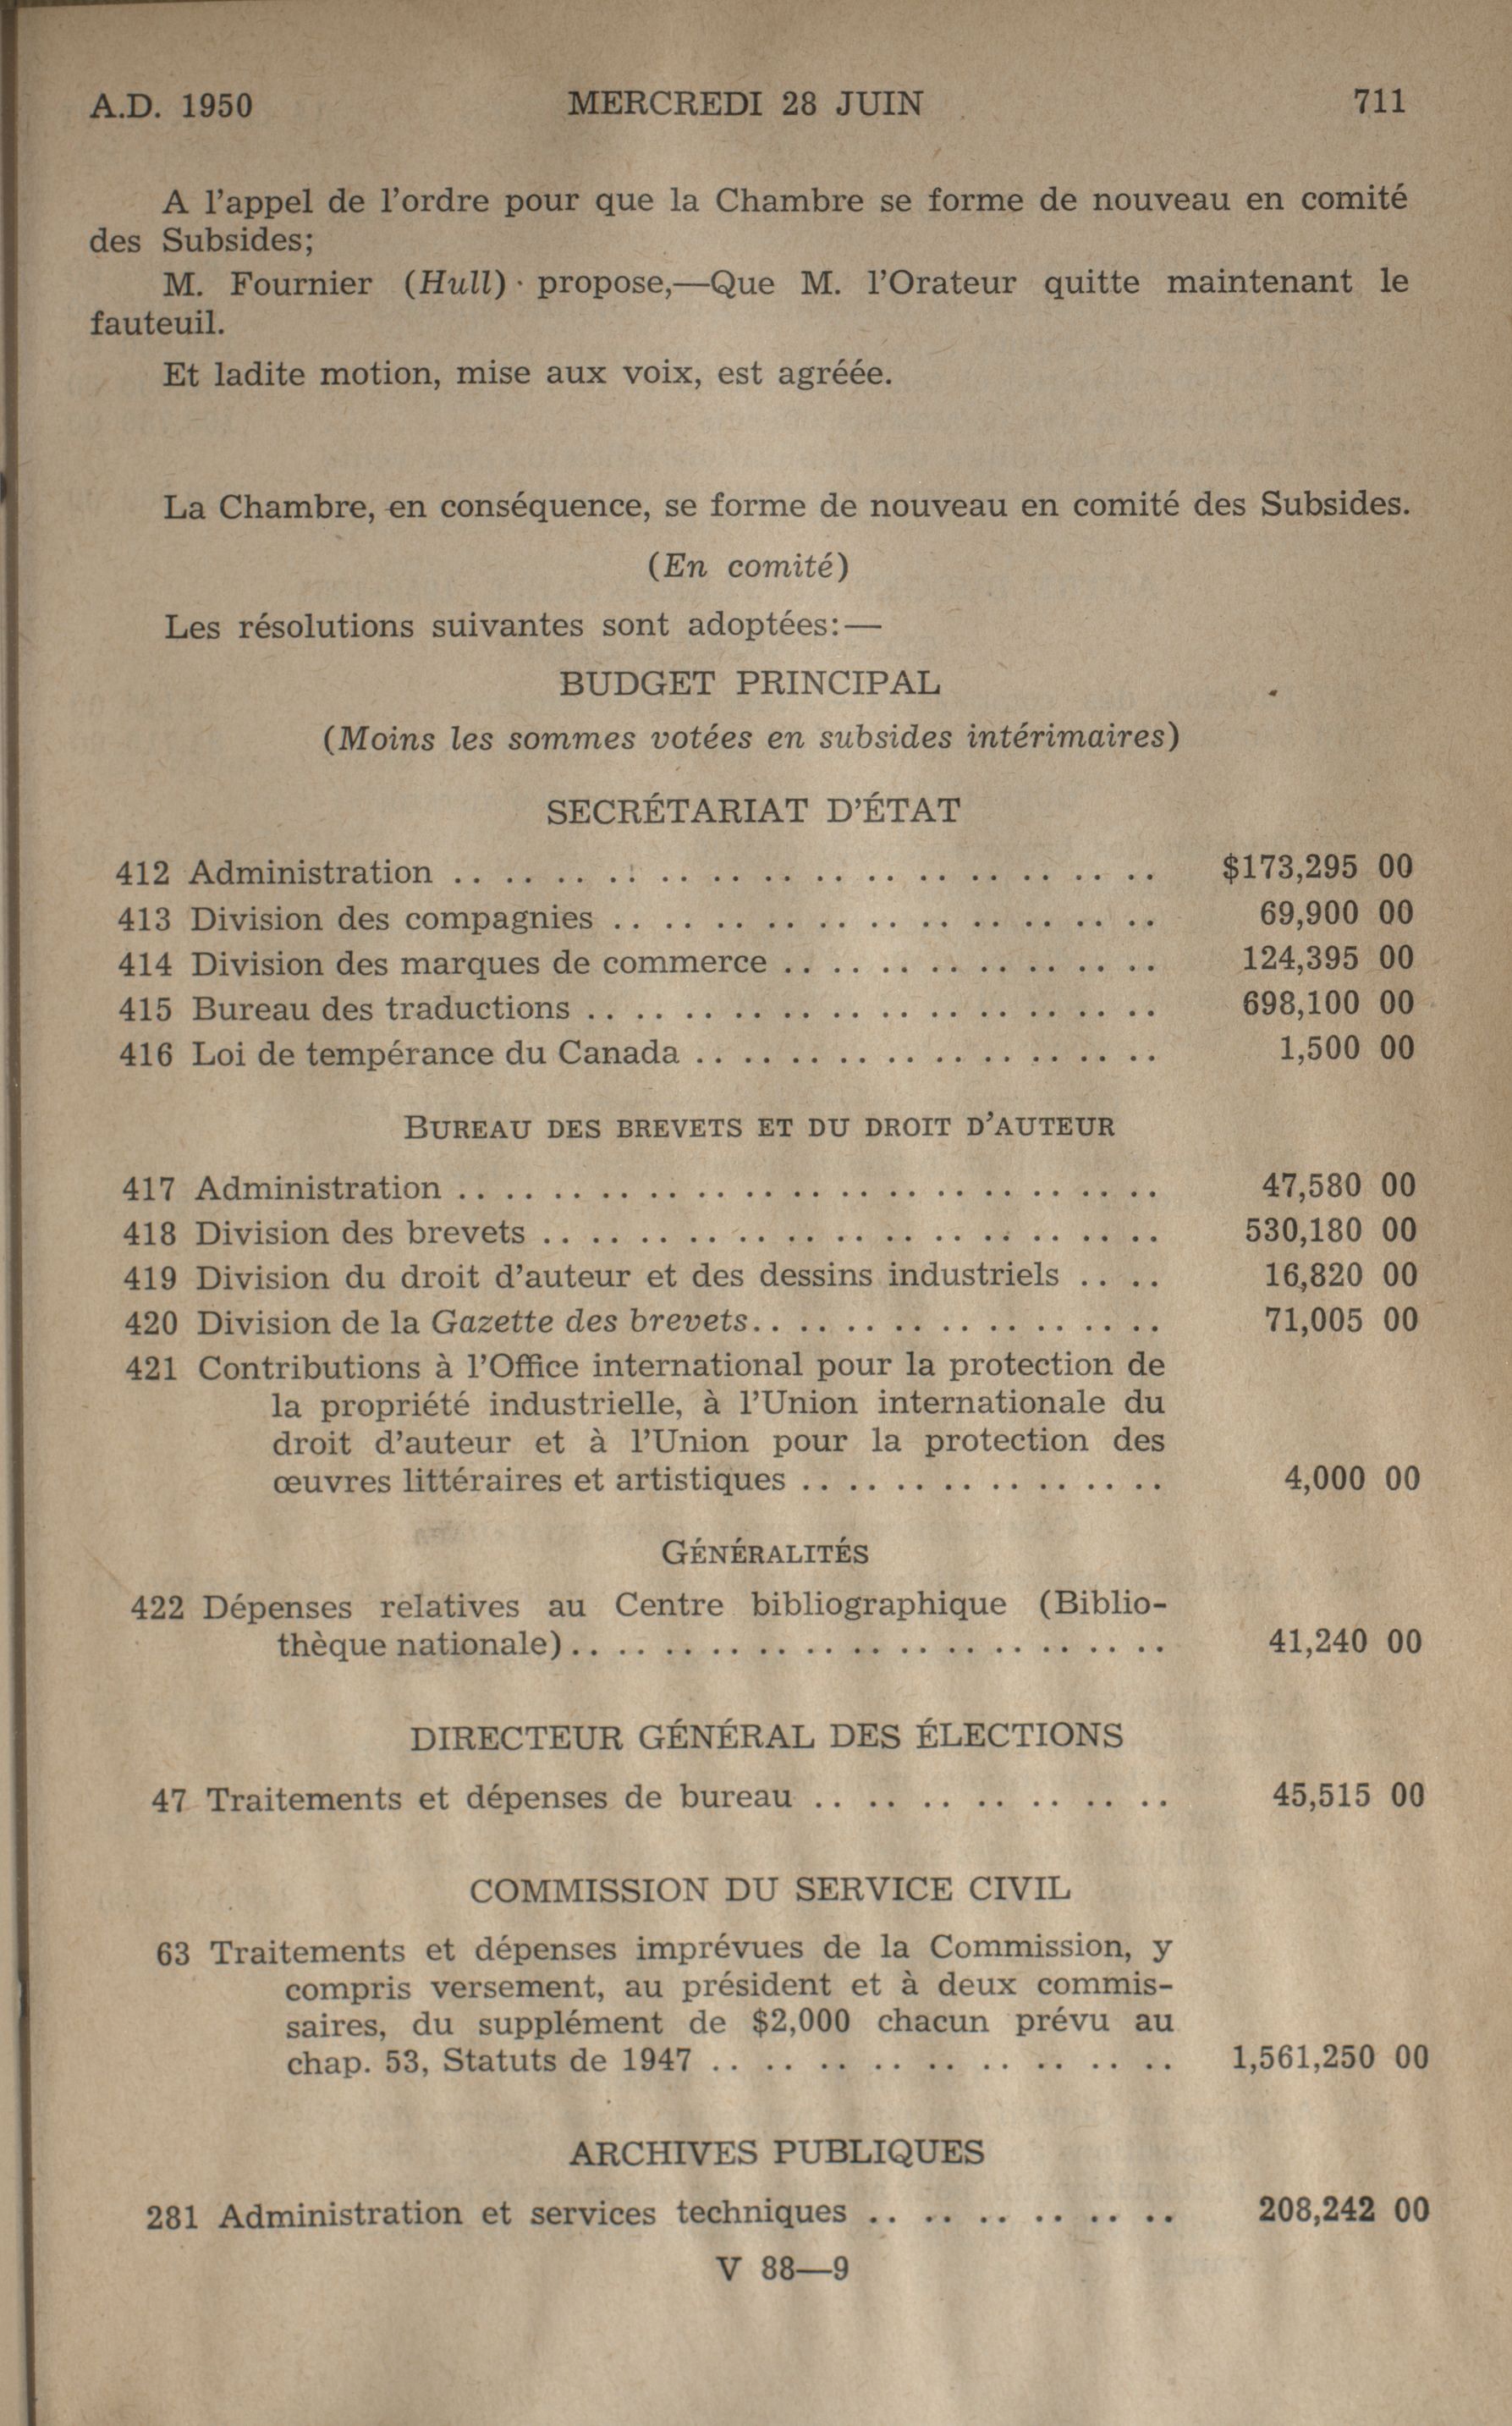 A.D. 1950 MERCREDI 28 JUIN 711
A l'appel de l'ordre pour que la Chambre se forme de nouveau en comité
des Subsides;
M. Fournier (Hull) propose,—Que M. l'Orateur quitte maintenant le
fauteuil.
Et ladite motion, mise aux voix, est agréée.
La Chambre, en conséquence, se forme de nouveau en comité des Subsides.
(En comité)
Les résolutions suivantes sont adoptées:—
BUDGET PRINCIPAL
(Moins les sommes votées en subsides intérimaires)
SECRÉTARIAT D'ÉTAT
412 Administration .. .. .. .. .. .. .. .. .. .. .. .. .. .. $173,295 00
413 Division des compagnies .. .. .. .. .. .. .. .. .. .. .. 69,900 00
414 Division des marques de commerce .. .. .. .. .. .. .. .. 124,395 00
415 Bureau des traductions .. .. .. .. .. .. .. .. .. .. .. .. 698,100 00
416 Loi de tempérance du Canada .. .. .. .. .. .. .. .. .. .. 1,500 00
BUREAU DES BREVETS ET DU DROIT D'AUTEUR
417 Administration .. .. .. .. .. .. .. .. .. .. .. .. .. .. .. 47,580 00
418 Division des brevets .. .. .. .. .. .. .. .. .. .. .. .. .. 530,180 00
419 Division du droit d'auteur et des dessins industriels .. .. 16,820 00
420 Division de la Gazette des brevets.. .. .. .. .. .. .. .. .. 71,005 00
421 Contributions à l'Office international pour la protection de
la propriété industrielle, à l'Union internationale du
droit d'auteur et à l'Union pour la protection des
œuvres littéraires et artistiques .. .. .. .. .. .. .. .. 4,000 00
GÉNÉRALITÉS
422 Dépenses relatives au Centre bibliographique (Biblio-
thèque nationale) .. .. .. .. .. .. .. .. .. .. .. .. .. 41,240 00
DIRECTEUR GÉNÉRAL DES ÉLECTIONS
47 Traitements et dépenses de bureau .. .. .. .. .. .. .. 45,515 00
COMMISSION DU SERVICE CIVIL
63 Traitements et dépenses imprévues de la Commission, y
compris versement, au président et à deux commis-
saires, du supplément de $2,000 chacun prévu au
chap. 53, Statuts de 1947 .. .. .. .. .. .. .. .. .. 1,561,250 00
ARCHIVES PUBLIQUES
281 Administration et services techniques .. .. .. .. .. .. 208,242 00
V 88—9